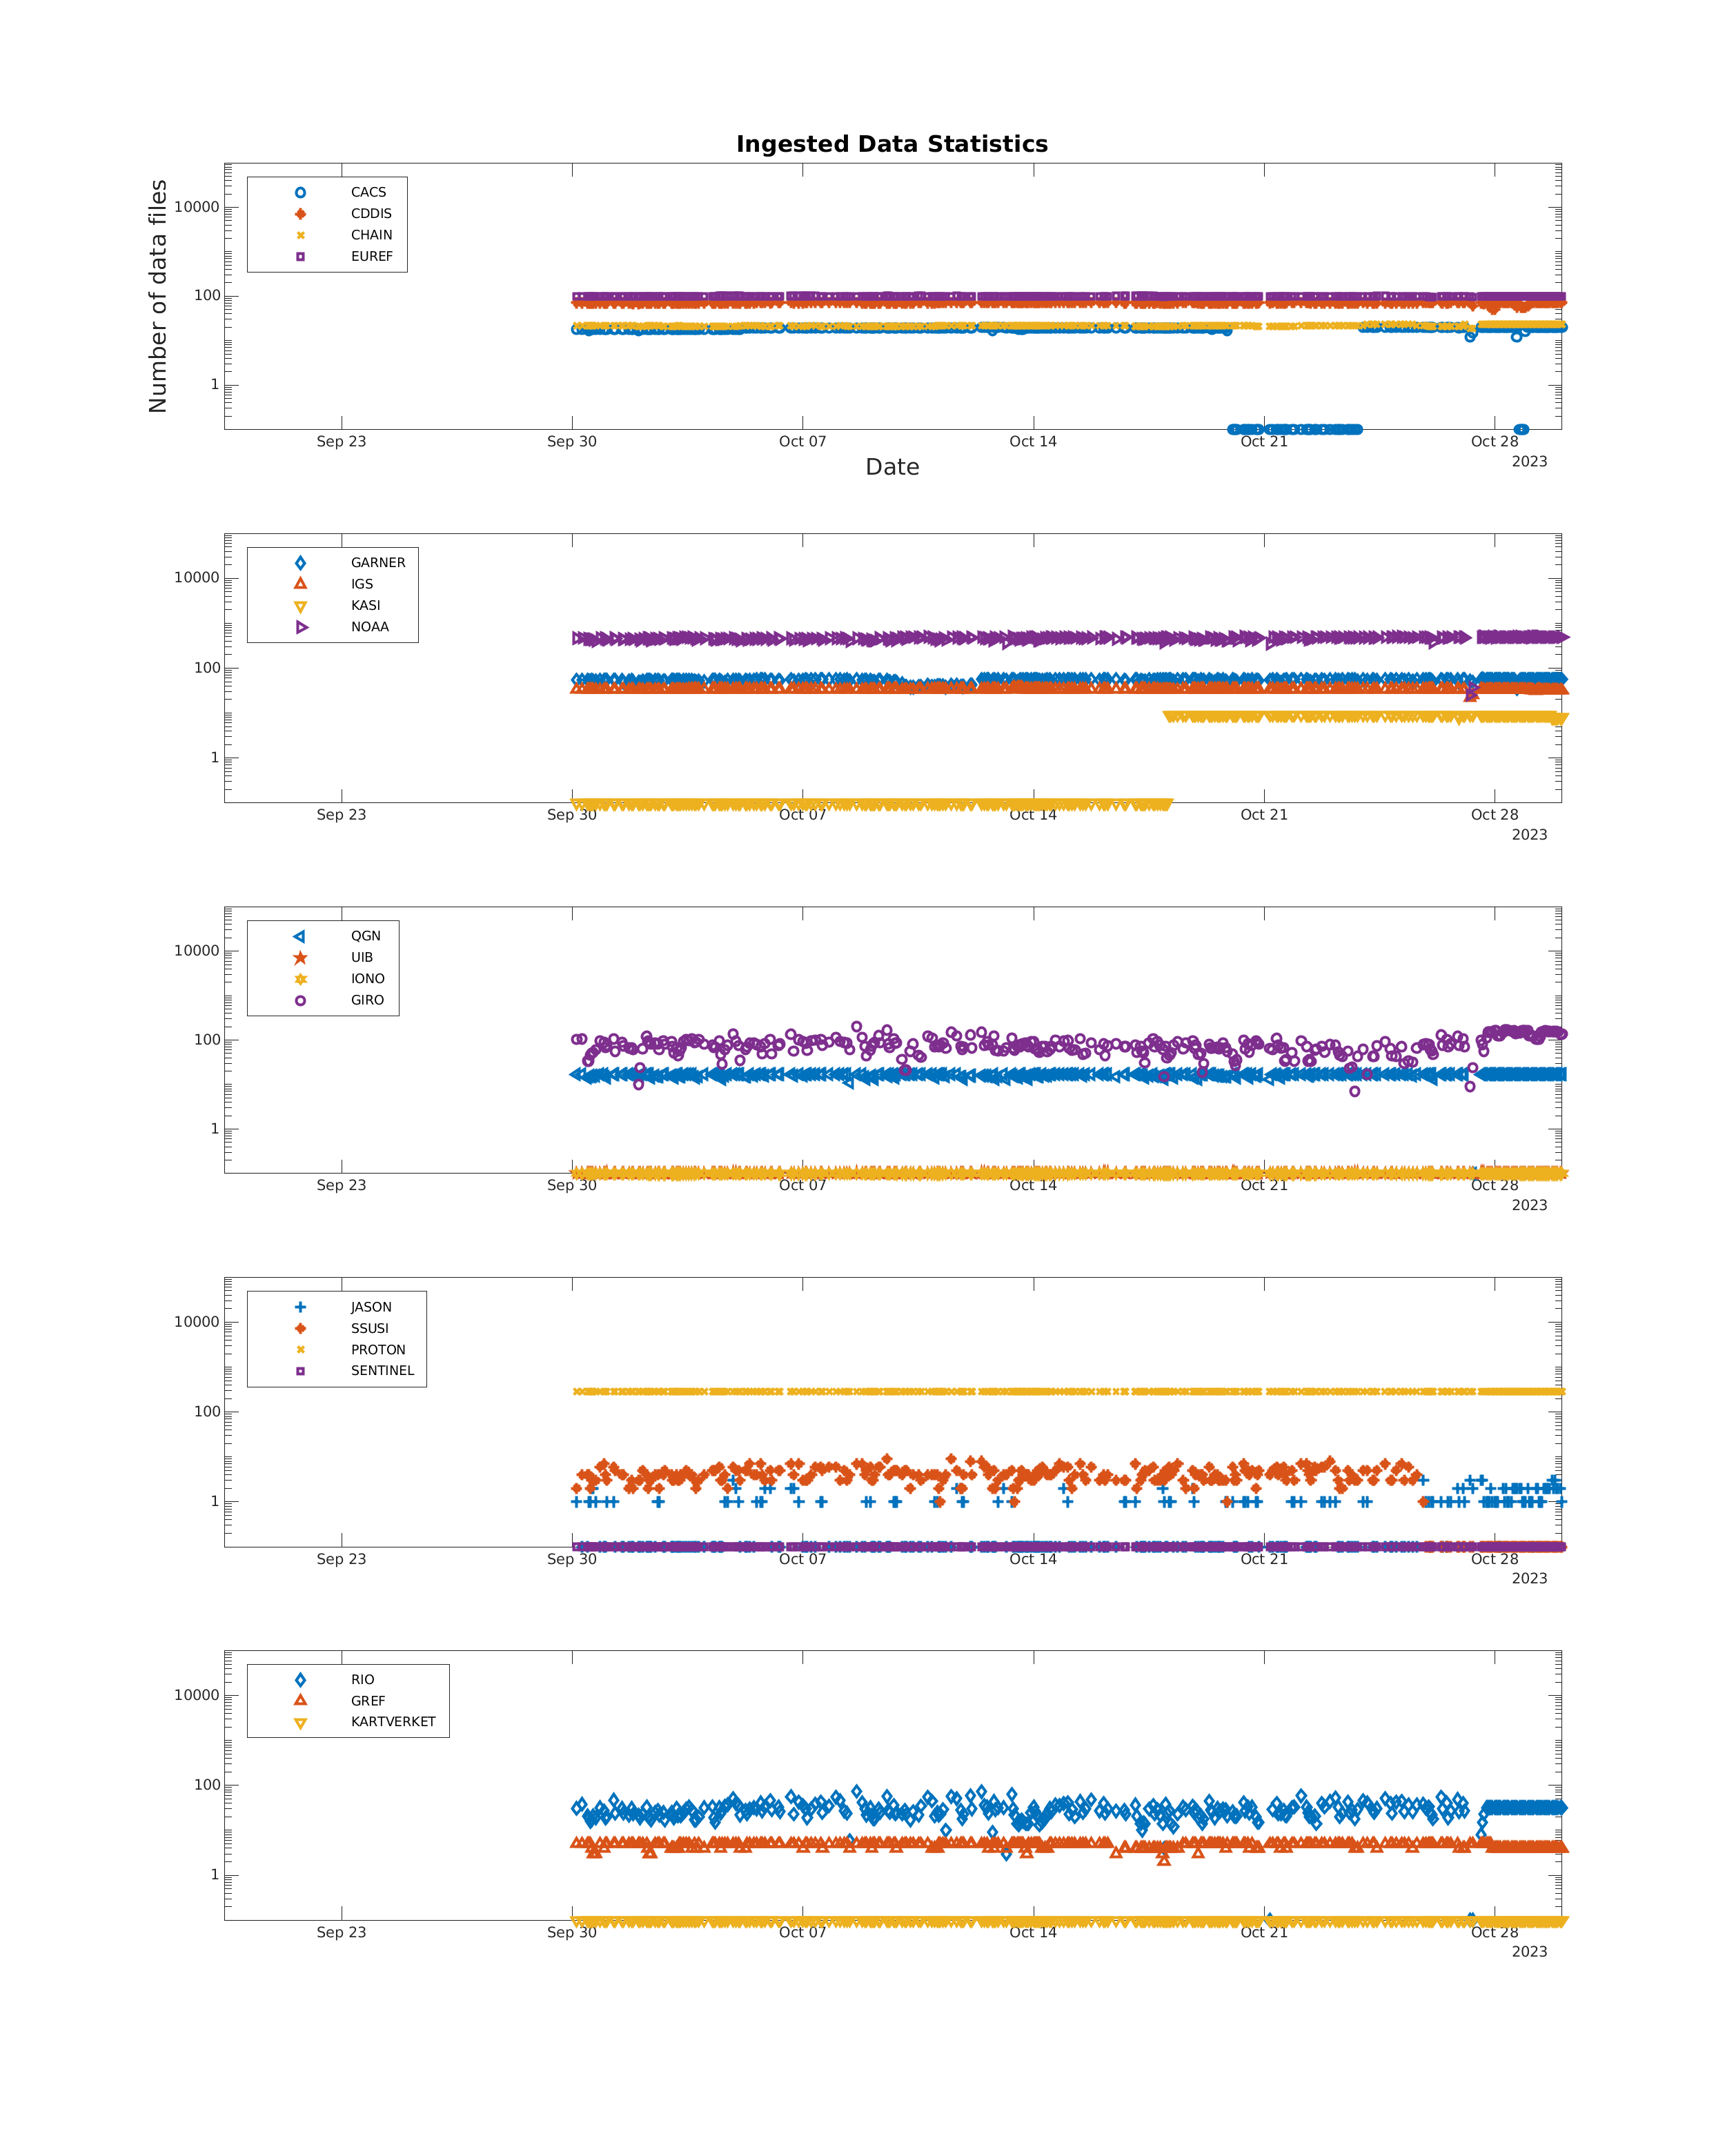 Ingested Data Statistics
Number of data files
10000
100
1
CACS
CDDIS
CHAIN
EUREF
Sep 23 Sep 30 Oct 07 Oct 14 Oct 21 Oct 28
2023
Date
10000
100
1
GARNER
IGS
KASI
NOAA
Sep 23 Sep 30 Oct 07 Oct 14 Oct 21 Oct 28
2023
10000
100
1
QGN
UIB
IONO
GIRO
Sep 23 Sep 30 Oct 07 Oct 14 Oct 21 Oct 28
2023
10000
100
1
JASON
SSUSI
PROTON
SENTINEL
Sep 23 Sep 30 Oct 07 Oct 14 Oct 21 Oct 28
2023
10000
100
1
RIO
GREF
KARTVERKET
Sep 23 Sep 30 Oct 07 Oct 14 Oct 21 Oct 28
2023